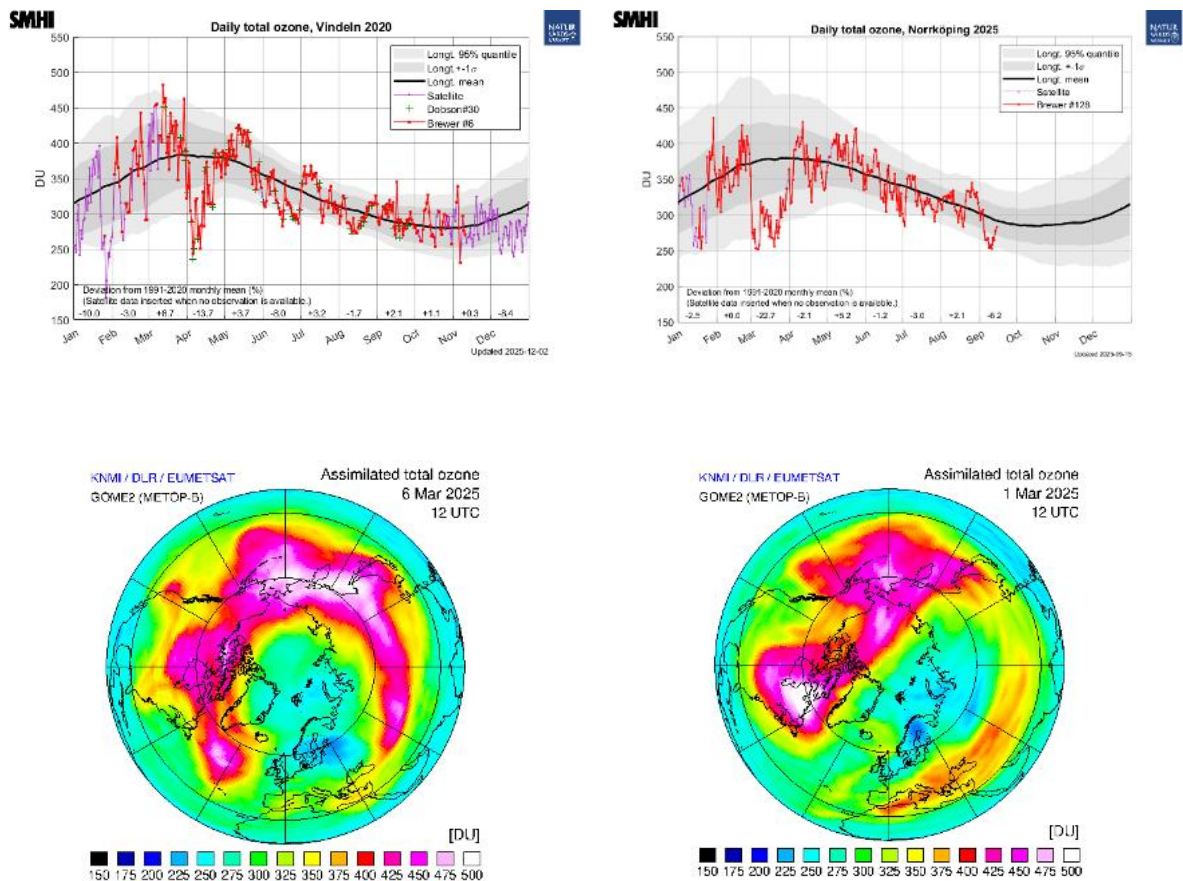 SMHI
Daily total ozone, Vindeln 2020
NATUR
550
500
450
400
350
300
250
200
150
DU
Longt. 95% quantile
Longt. +-1σ
Longt. mean
Satellite
Dobson#30
Brewer #6
Deviation from 1991-2020 monthly mean (%)
(Satellite data inserted when no observation is available.)
-10.0 -3.0 +8.7 -13.7 +3.7 -8.0 +3.2 -1.7 +2.1 +1.1 +0.3 -8.4
Jan Feb Mar Apr May Jun Jul Aug Sep Oct Nov Dec
Updated 2025-12-02
SMHI
Daily total ozone, Norrköping 2025
NATUR
550
500
450
400
350
300
250
200
150
DU
Longt. 95% quantile
Longt. +-1σ
Longt. mean
Satellite
Brewer #128
Deviation from 1991-2020 monthly mean (%)
(Satellite data inserted when no observation is available.)
-2.5 +0.0 -22.7 -2.1 +5.2 -1.2 -3.0 +2.1 -6.2
Jan Feb Mar Apr May Jun Jul Aug Sep Oct Nov Dec
Updated
KNMI / DLR / EUMETSAT
GOME2 (METOP-B)
Assimilated total ozone
6 Mar 2025
12 UTC
[DU]
150 175 200 225 250 275 300 325 350 375 400 425 450 475 500
KNMI / DLR / EUMETSAT
GOME2 (METOP-B)
Assimilated total ozone
1 Mar 2025
12 UTC
[DU]
150 175 200 225 250 275 300 325 350 375 400 425 450 475 500